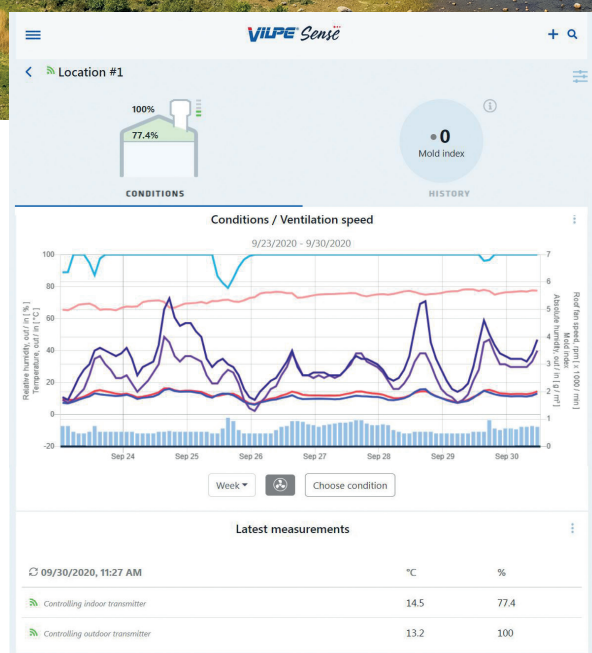 VILPE Sense
Location #1
100%
77.4%
0
Mold index
CONDITIONS
HISTORY
Conditions / Ventilation speed
9/23/2020 - 9/30/2020
Relative humidity, out / in [ % ]
Temperature, out / in [ °C ]
100
80
60
40
20
0
-20
7
6
5
4
3
2
1
0
Roof fan speed, rpm [ x 1000 / min ]
Mold index
Absolute humidity, out / in [ g / m³ ]
Sep 24
Sep 25
Sep 26
Sep 27
Sep 28
Sep 29
Sep 30
Week
Choose condition
Latest measurements
09/30/2020, 11:27 AM °C %
Controlling indoor transmitter 14.5 77.4
Controlling outdoor transmitter 13.2 100